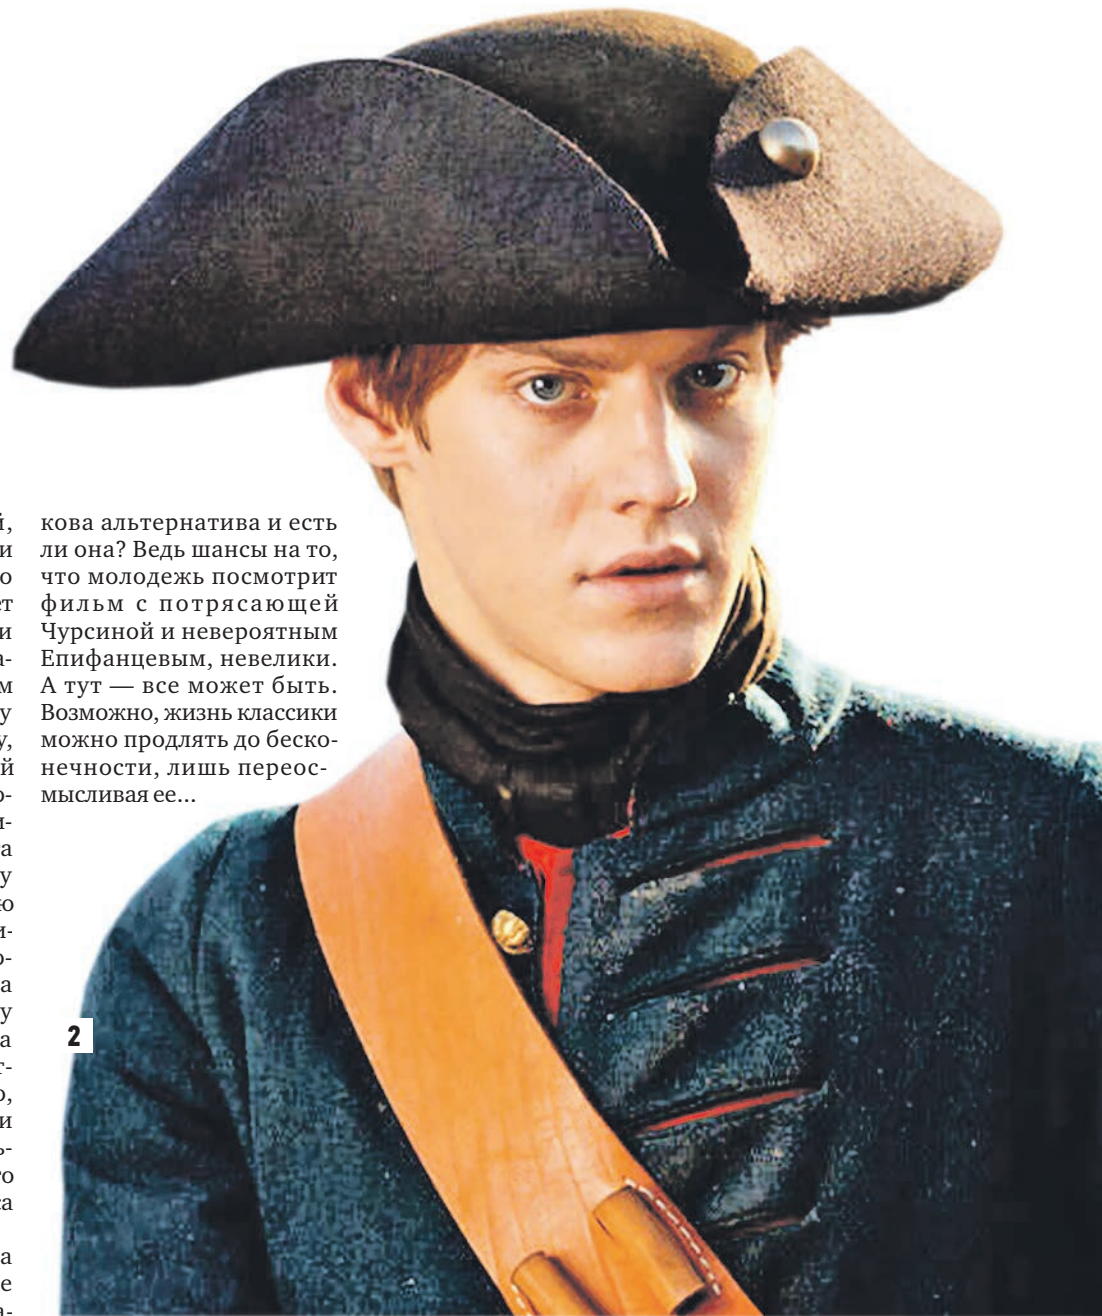 кова альтернатива и есть
ли она? Ведь шансы на то,
что молодежь посмотрит
фильм с потрясающей
Чурсиной и невероятным
Епифанцевым, невелики.
А тут — все может быть.
Возможно, жизнь классики
можно продлять до беско-
нечности, лишь переос-
мысливая ее...
2